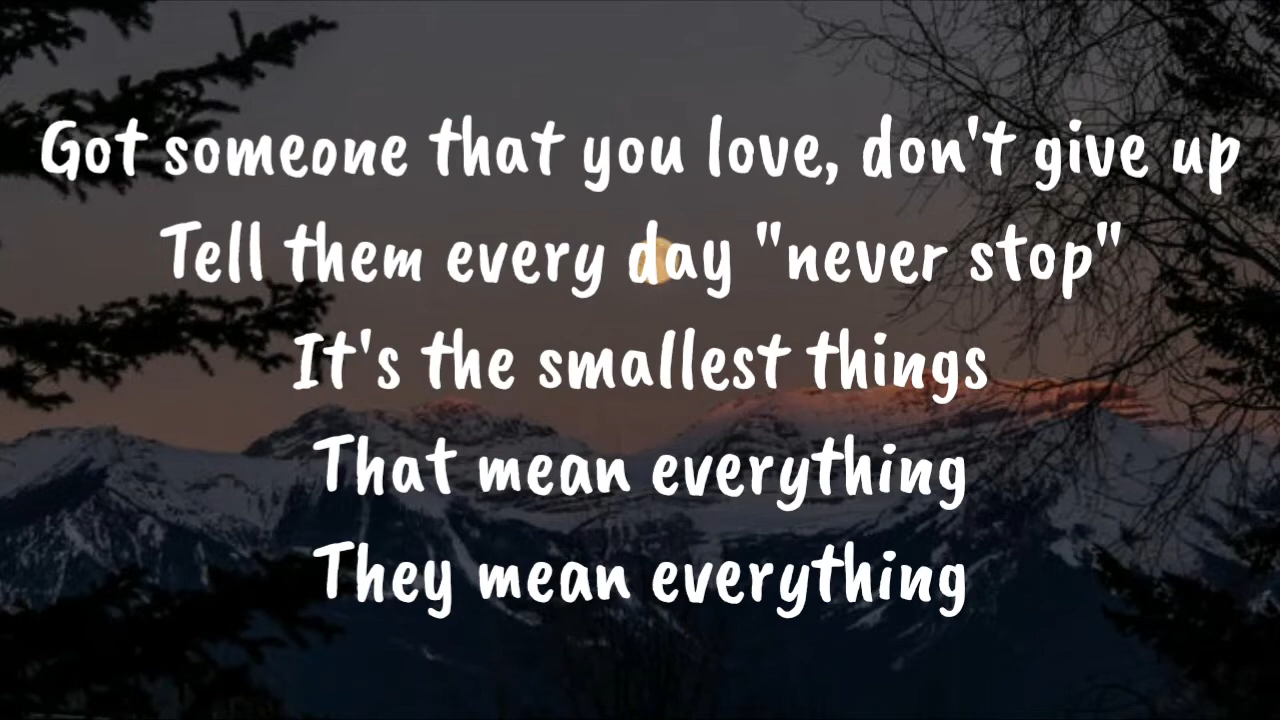 Got someone that you love, don't give up
Tell them every day "never stop"
It's the smallest things
That mean everything
They mean everything